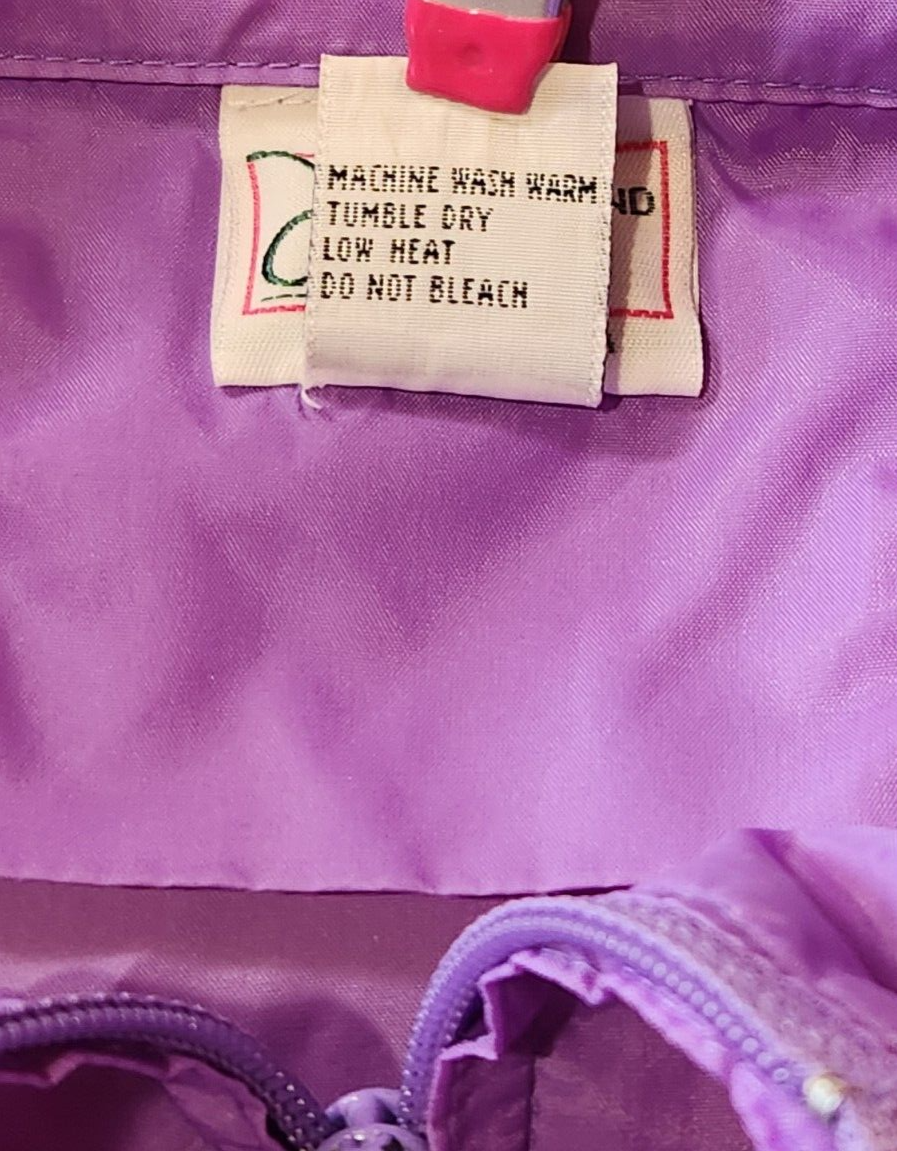 MACHINE WASH WARM
TUMBLE DRY
LOW HEAT
DO NOT BLEACH